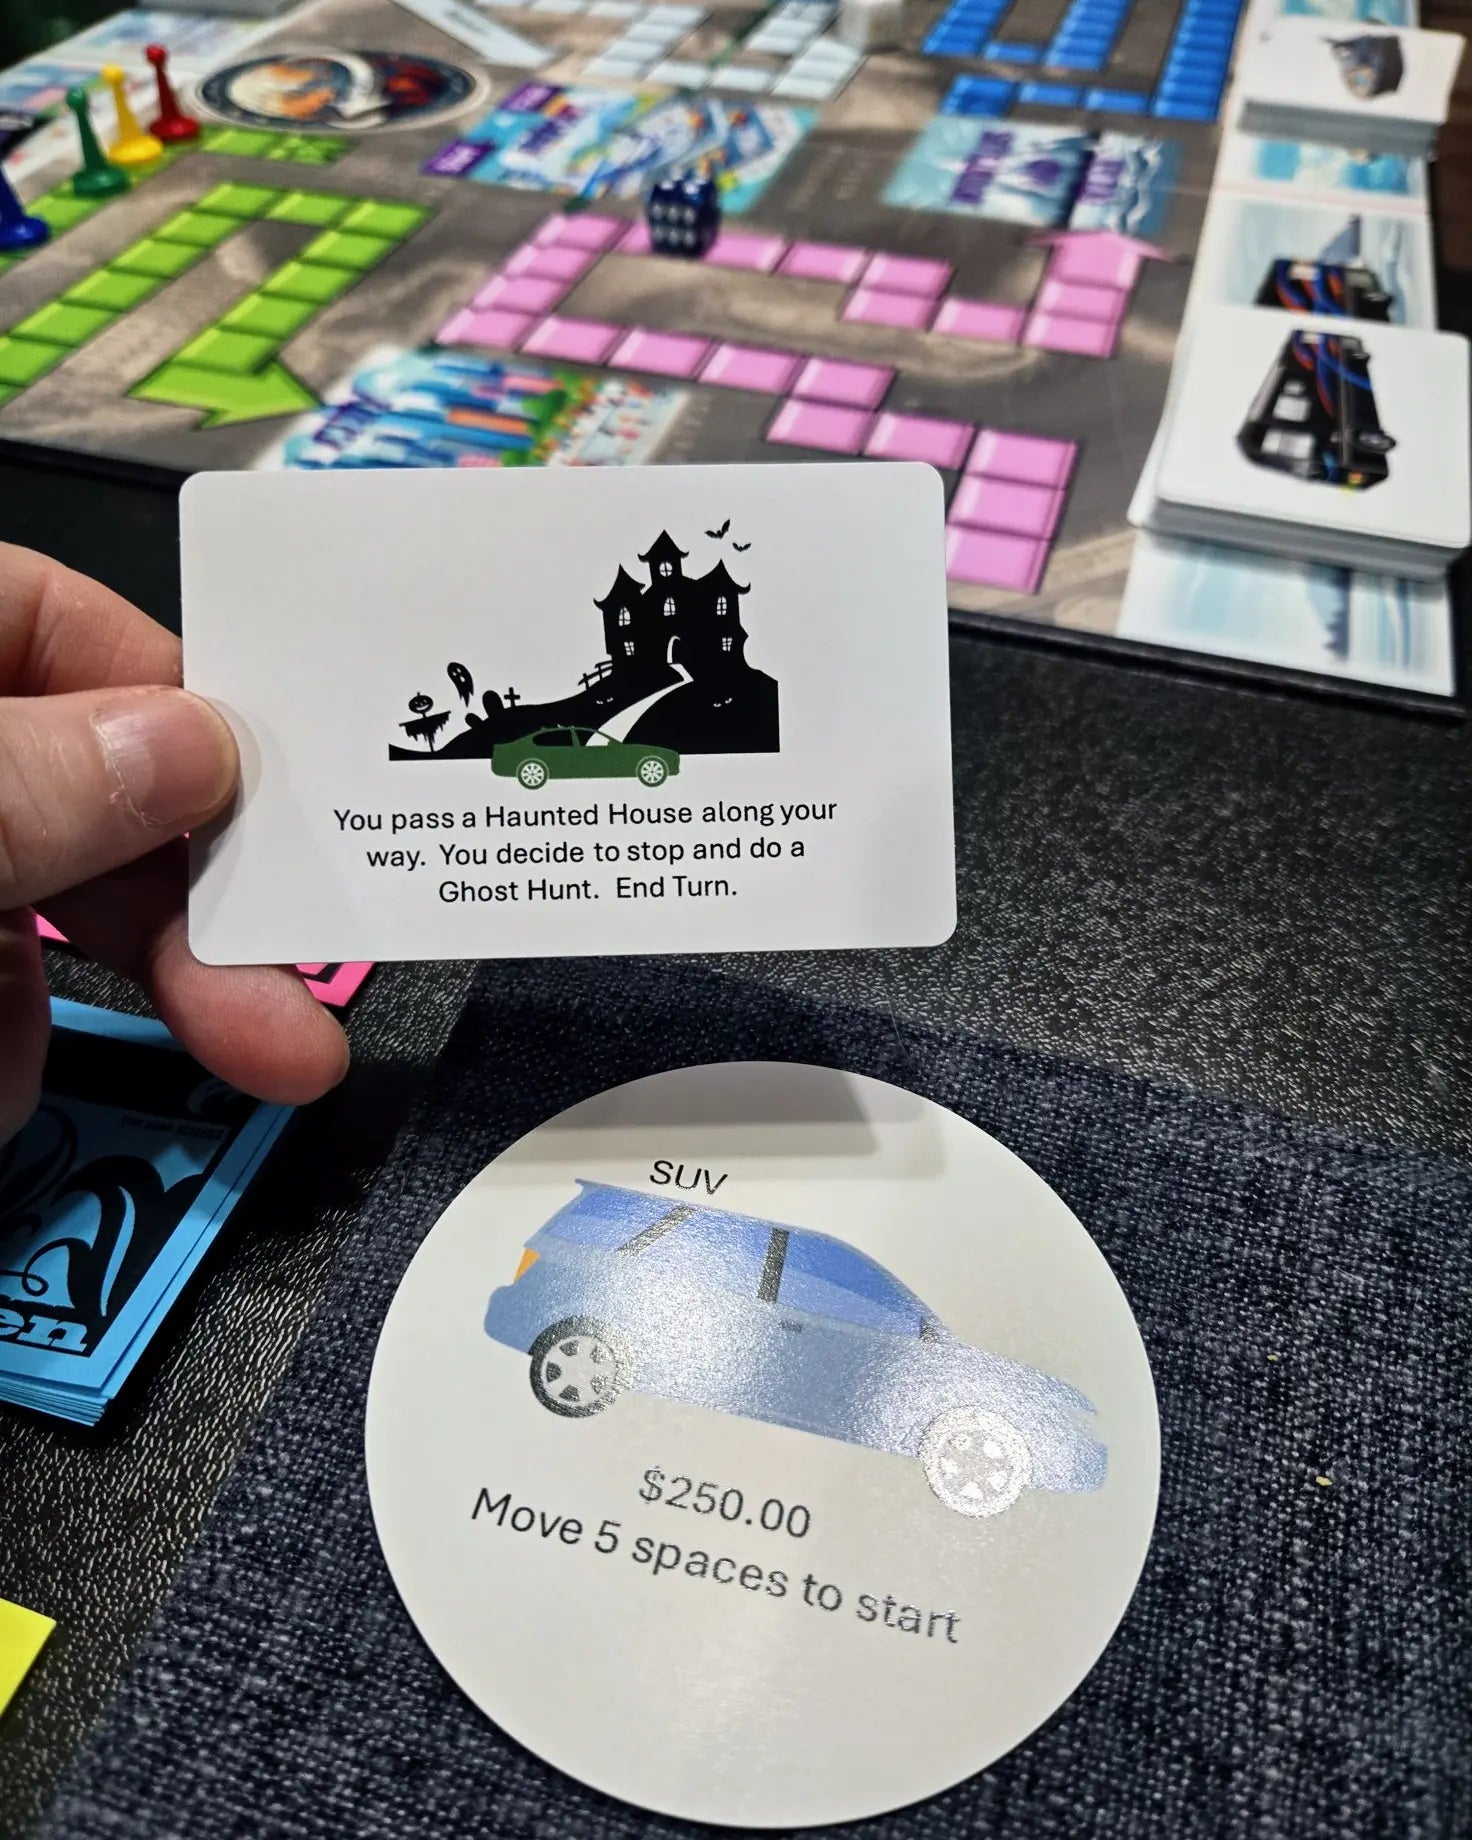 You pass a Haunted House along your
way. You decide to stop and do a
Ghost Hunt. End Turn.
SUV
$250.00
Move 5 spaces to start